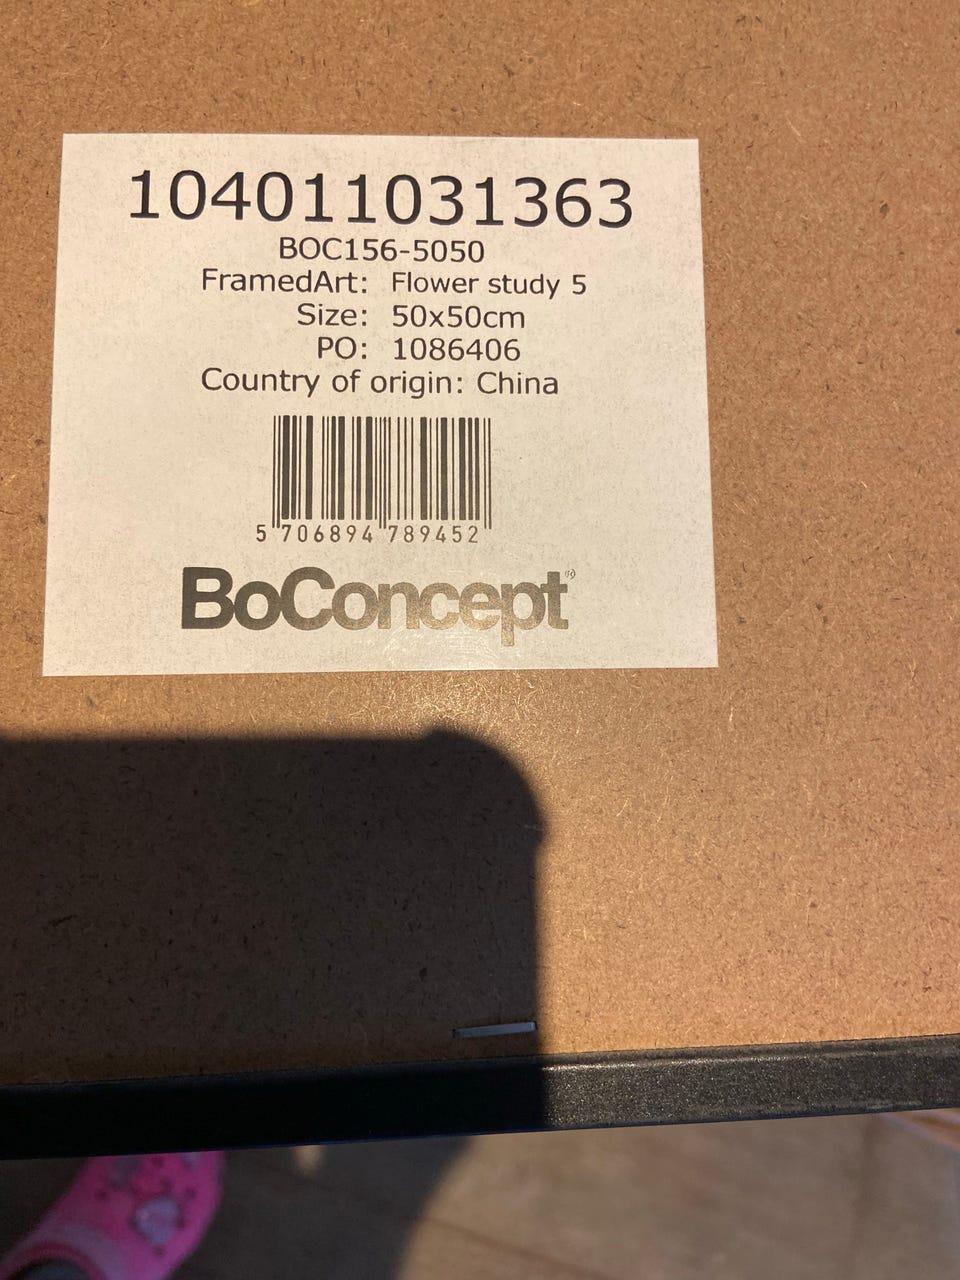 104011031363
BOC156-5050
FramedArt: Flower study 5
Size: 50x50cm
PO: 1086406
Country of origin: China
5 706894 789452
BoConcept®